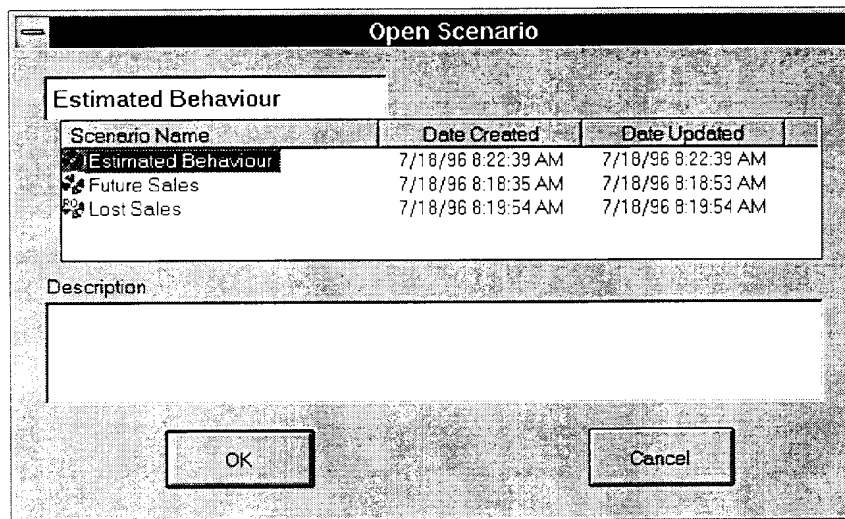 Open Scenario
Estimated Behaviour
Scenario Name Date Created Date Updated
Estimated Behaviour 7/18/96 8:22:39 AM 7/18/96 8:22:39 AM
Future Sales 7/18/96 8:18:35 AM 7/18/96 8:18:53 AM
RO Lost Sales 7/18/96 8:19:54 AM 7/18/96 8:19:54 AM
Description
OK Cancel